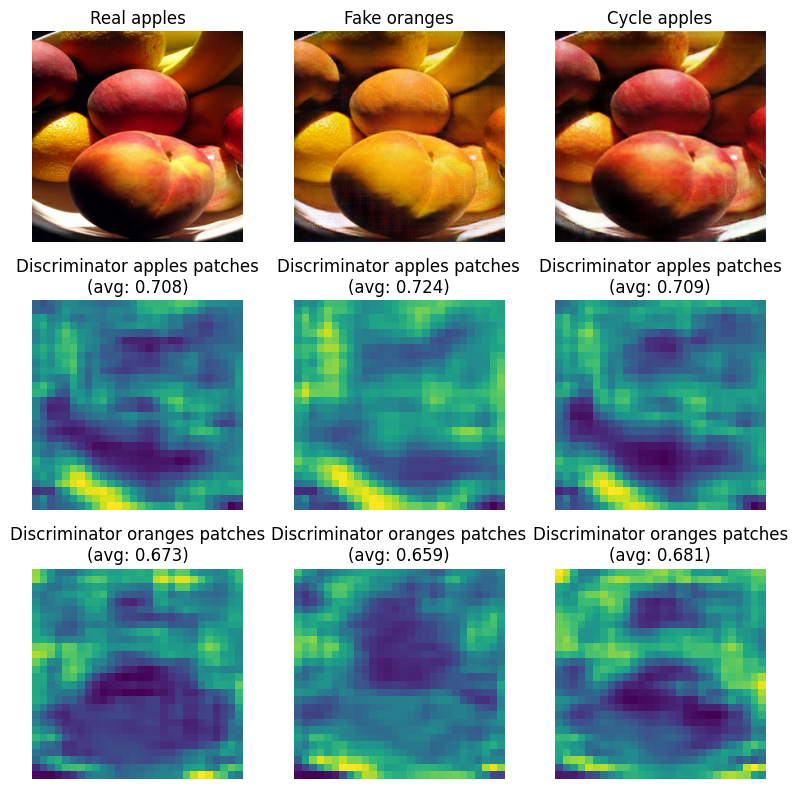 Real apples
Fake oranges
Cycle apples
Discriminator apples patches
(avg: 0.708)
Discriminator apples patches
(avg: 0.724)
Discriminator apples patches
(avg: 0.709)
Discriminator oranges patches
(avg: 0.673)
Discriminator oranges patches
(avg: 0.659)
Discriminator oranges patches
(avg: 0.681)